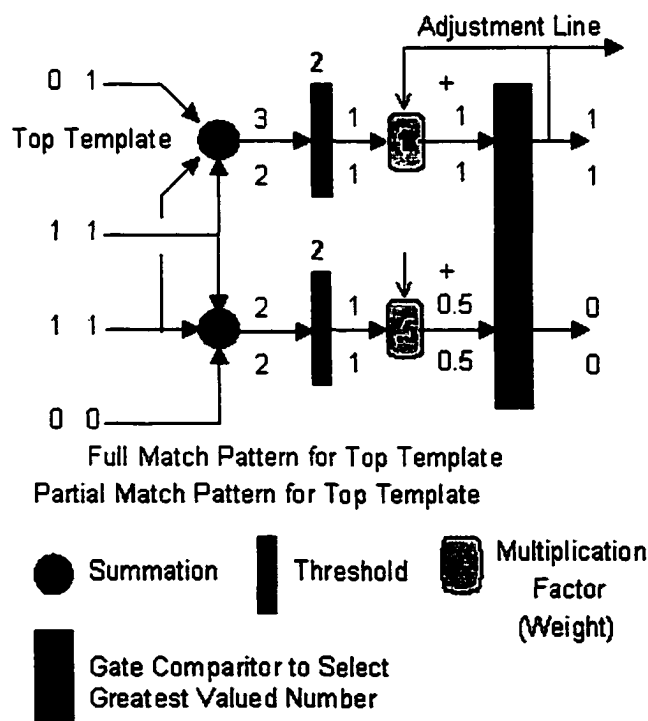 Adjustment Line
2
+
0 1
3 1 1 1
Top Template
2 1 1 1
1 1
2
+
1 1
2 1 0.5 0
2 1 0.5 0
0 0
Full Match Pattern for Top Template
Partial Match Pattern for Top Template
Summation
Threshold
Multiplication
Factor
(Weight)
Gate Comparitor to Select
Greatest Valued Number